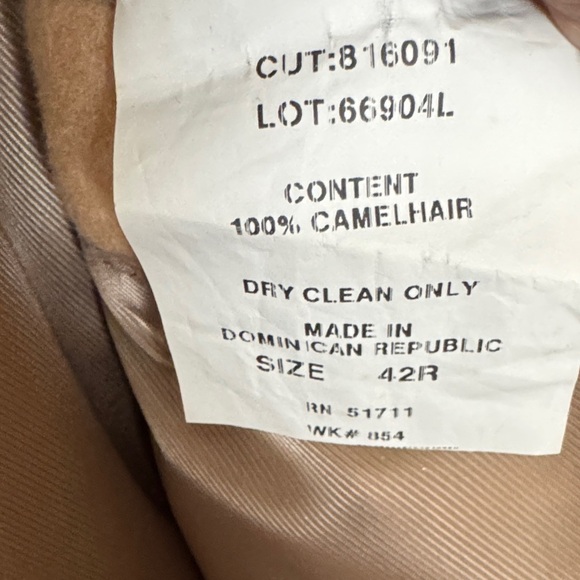 CUT:816091
LOT:66904L
CONTENT
100% CAMELHAIR
DRY CLEAN ONLY
MADE IN
DOMINICAN REPUBLIC
SIZE 42R
RN 51711
WK# 854